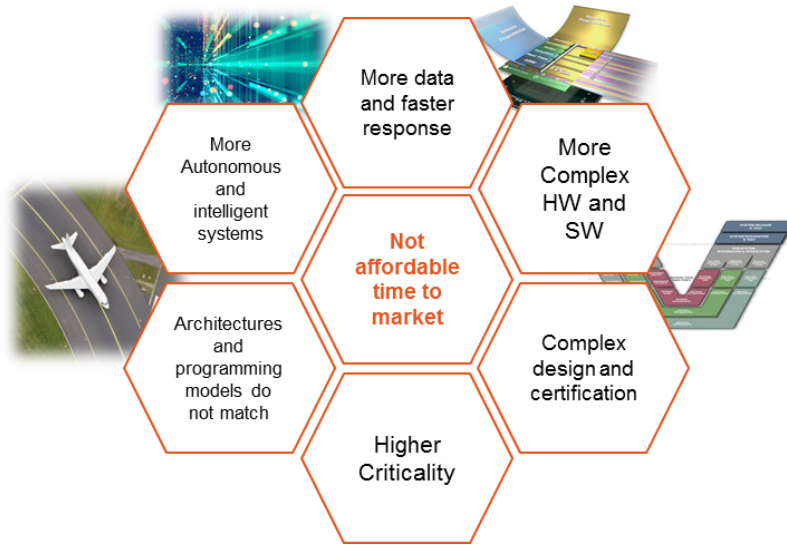 More data
and faster
response
More
Autonomous
and
intelligent
systems
More
Complex
HW and
SW
Not
affordable
time to
market
Architectures
and
programming
models do
not match
Complex
design and
certification
Higher
Criticality